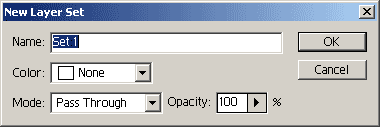 New Layer Set
Name: Set 1 OK
Color: None Cancel
Mode: Pass Through Opacity: 100 %